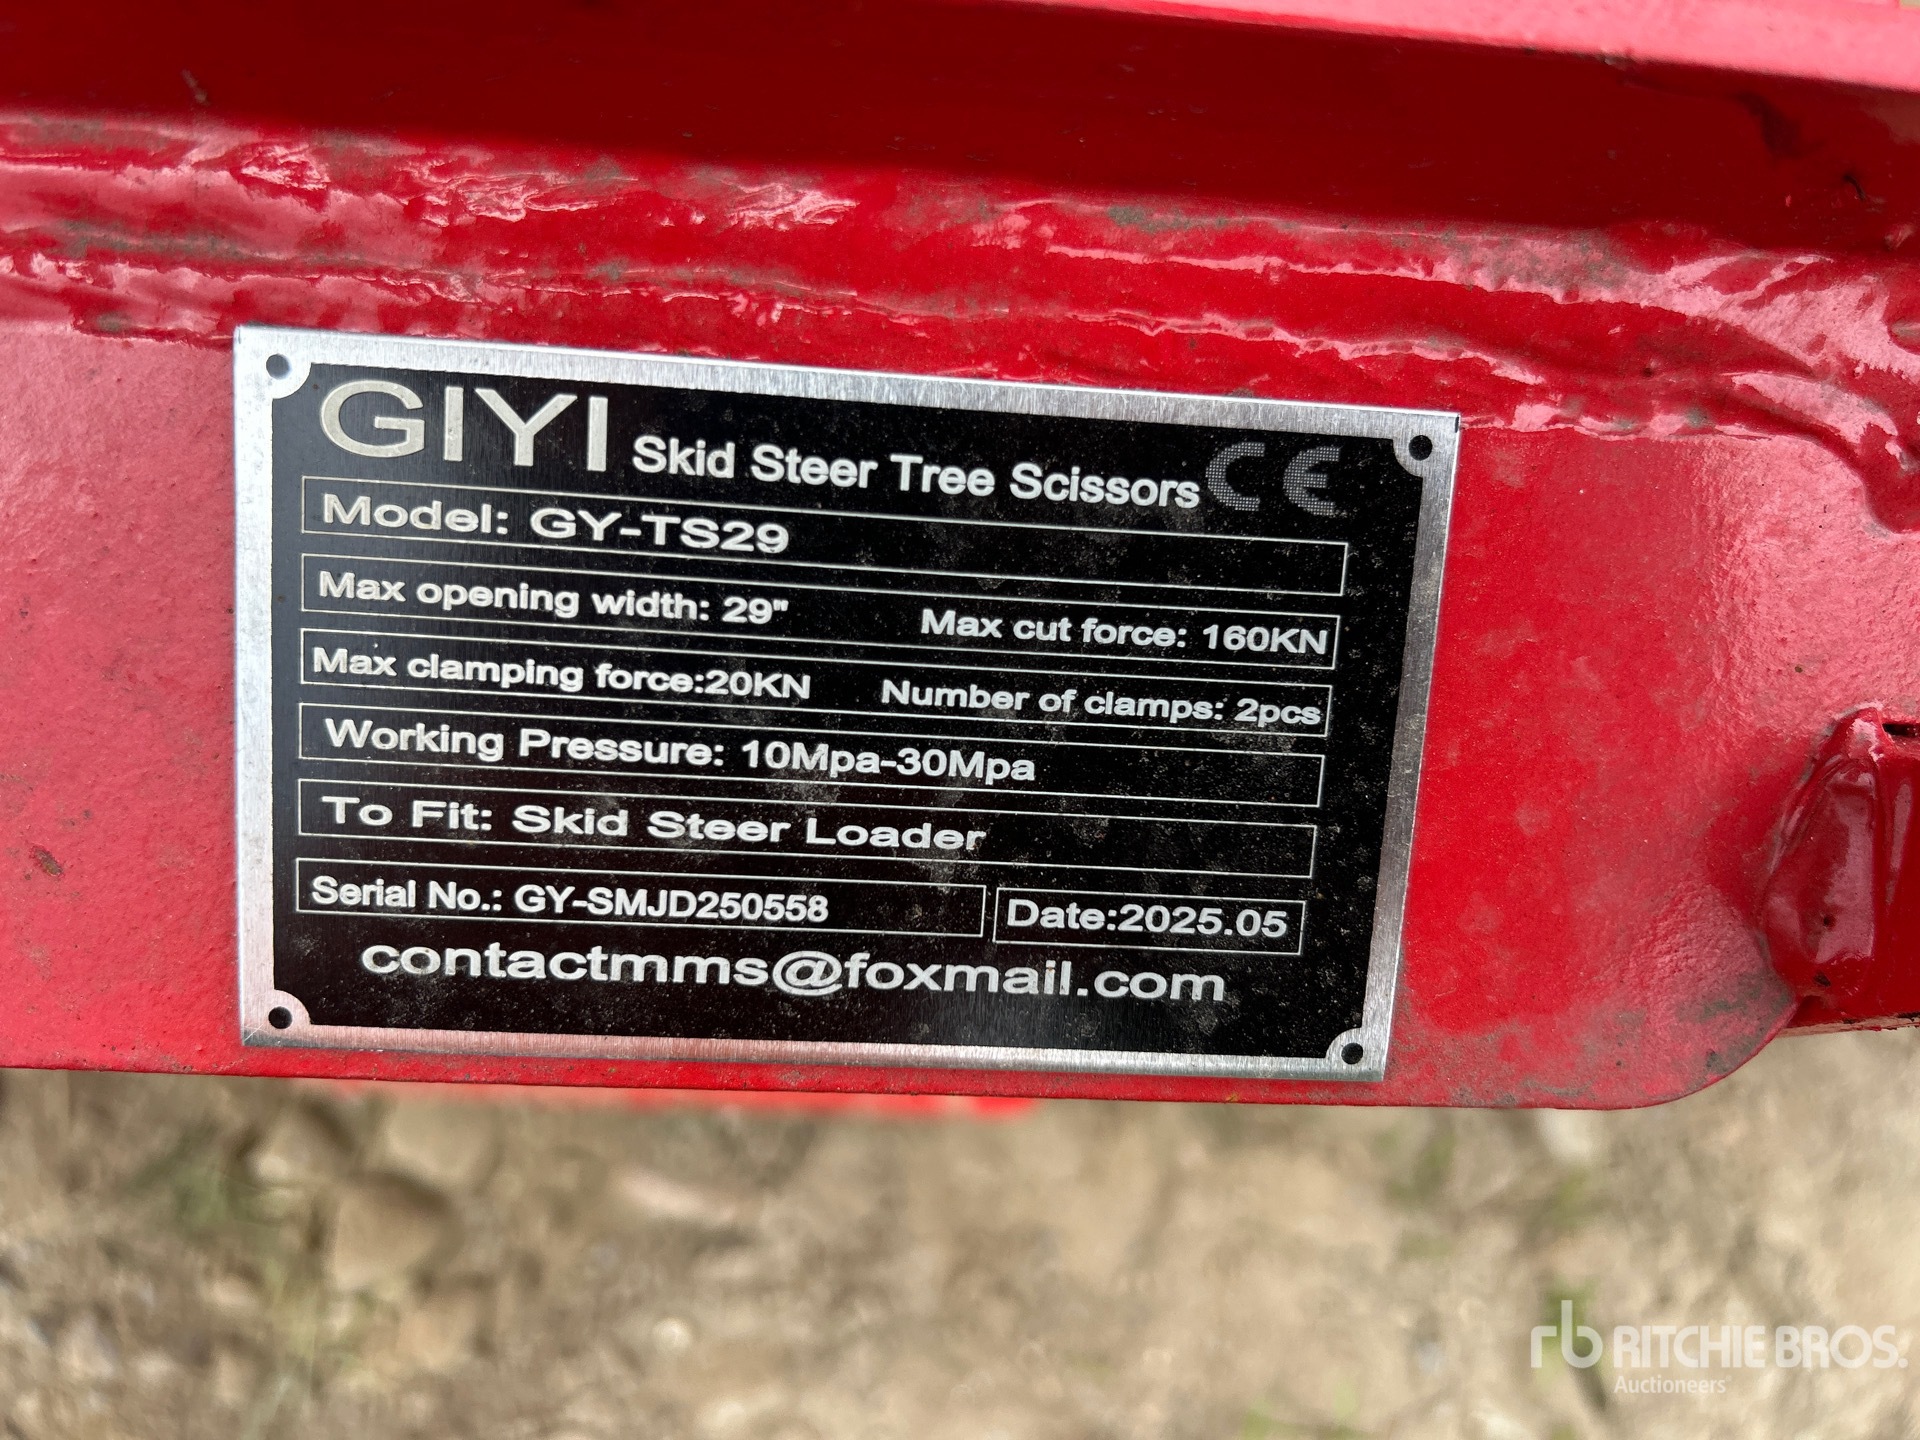 GIYI Skid Steer Tree Scissors CE
Model: GY-TS29
Max opening width: 29" Max cut force: 160KN
Max clamping force:20KN Number of clamps: 2pcs
Working Pressure: 10Mpa-30Mpa
To Fit: Skid Steer Loader
Serial No.: GY-SMJD250558 Date:2025.05
contactmms@foxmail.com
rb RITCHIE BROS.
Auctioneers